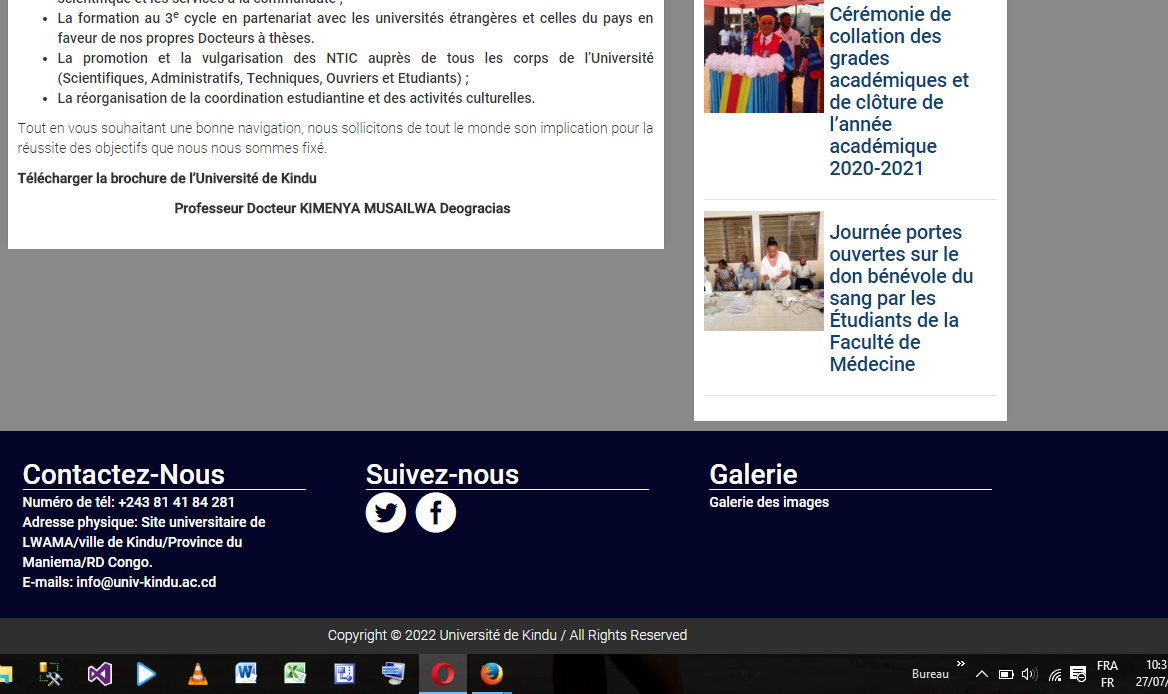 scientifique et les services à la communauté ;
La formation au 3e cycle en partenariat avec les universités étrangères et celles du pays en
faveur de nos propres Docteurs à thèses.
La promotion et la vulgarisation des NTIC auprès de tous les corps de l’Université
(Scientifiques, Administratifs, Techniques, Ouvriers et Etudiants) ;
La réorganisation de la coordination estudiantine et des activités culturelles.
Tout en vous souhaitant une bonne navigation, nous sollicitons de tout le monde son implication pour la
réussite des objectifs que nous nous sommes fixé.
Télécharger la brochure de l’Université de Kindu
Professeur Docteur KIMENYA MUSAILWA Deogracias
Cérémonie de
collation des
grades
académiques et
de clôture de
l’année
académique
2020-2021
Journée portes
ouvertes sur le
don bénévole du
sang par les
Étudiants de la
Faculté de
Médecine
Contactez-Nous
Numéro de tél: +243 81 41 84 281
Adresse physique: Site universitaire de
LWAMA/ville de Kindu/Province du
Maniema/RD Congo.
E-mails: info@univ-kindu.ac.cd
Suivez-nous
Galerie
Galerie des images
Copyright © 2022 Université de Kindu / All Rights Reserved
Bureau
FRA
FR
10:3
27/07/